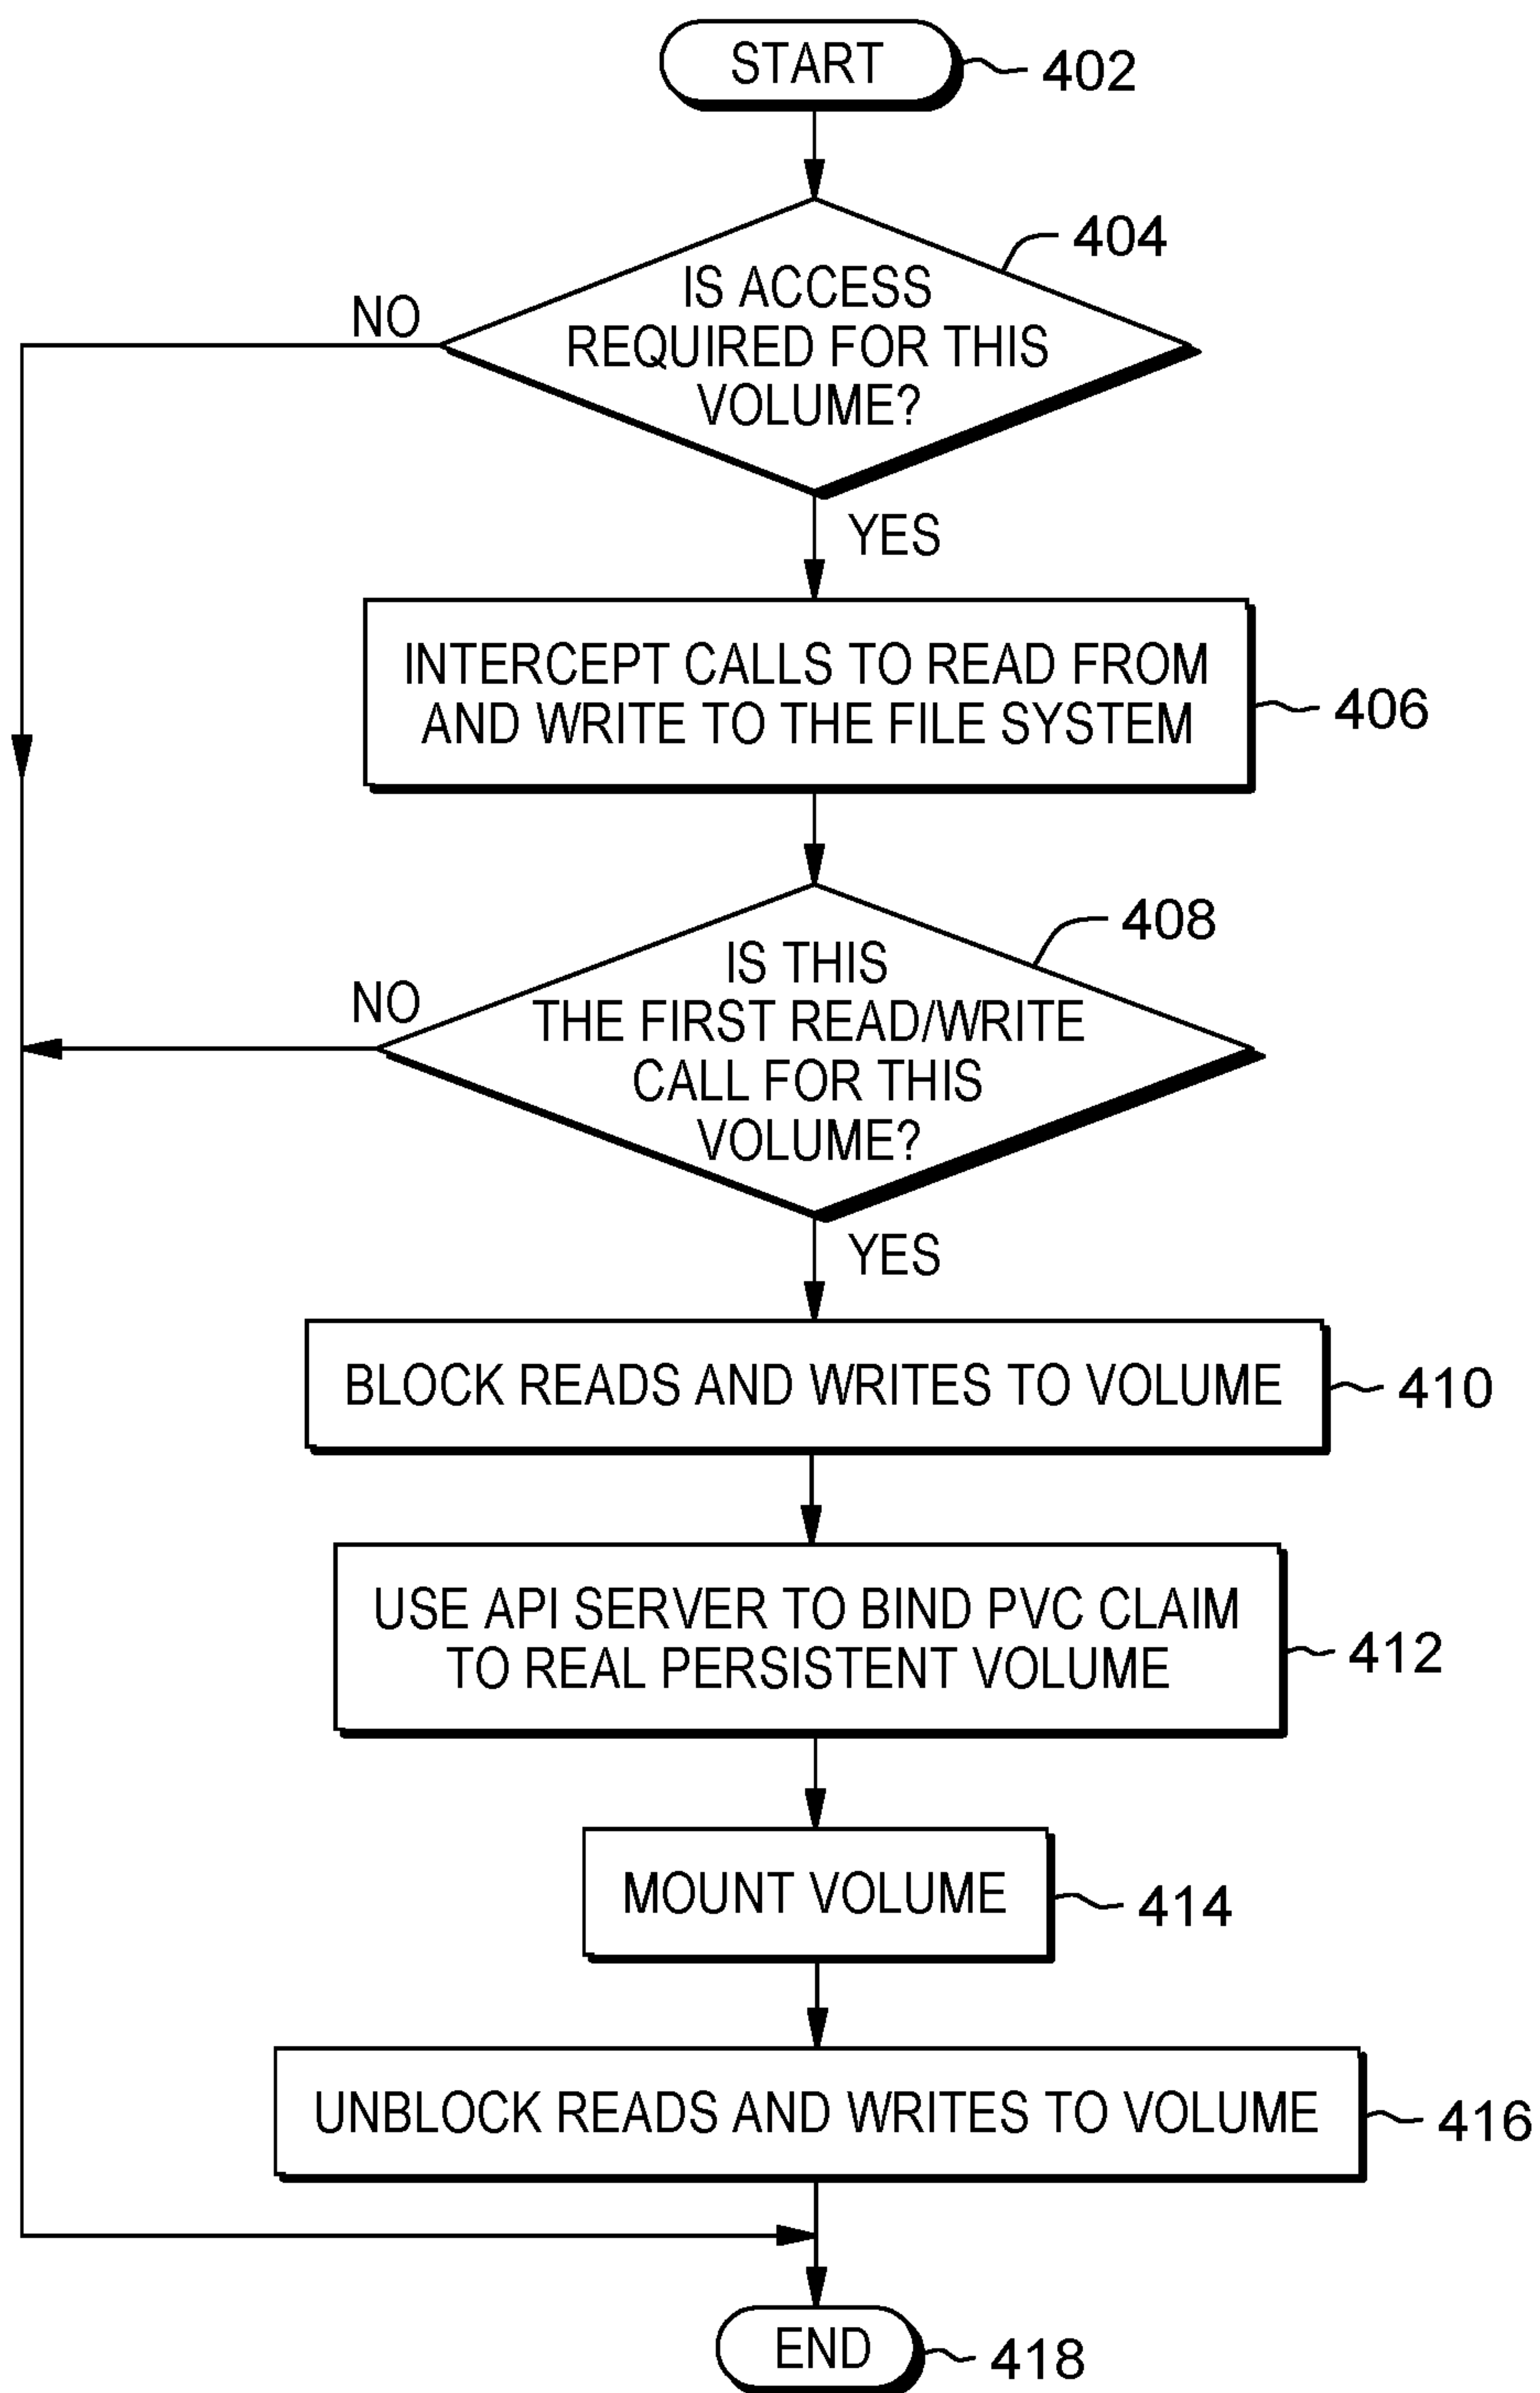 START
402
404
IS ACCESS
REQUIRED FOR THIS
VOLUME?
NO
YES
INTERCEPT CALLS TO READ FROM
AND WRITE TO THE FILE SYSTEM
406
408
IS THIS
THE FIRST READ/WRITE
CALL FOR THIS
VOLUME?
NO
YES
BLOCK READS AND WRITES TO VOLUME
410
USE API SERVER TO BIND PVC CLAIM
TO REAL PERSISTENT VOLUME
412
MOUNT VOLUME
414
UNBLOCK READS AND WRITES TO VOLUME
416
END
418